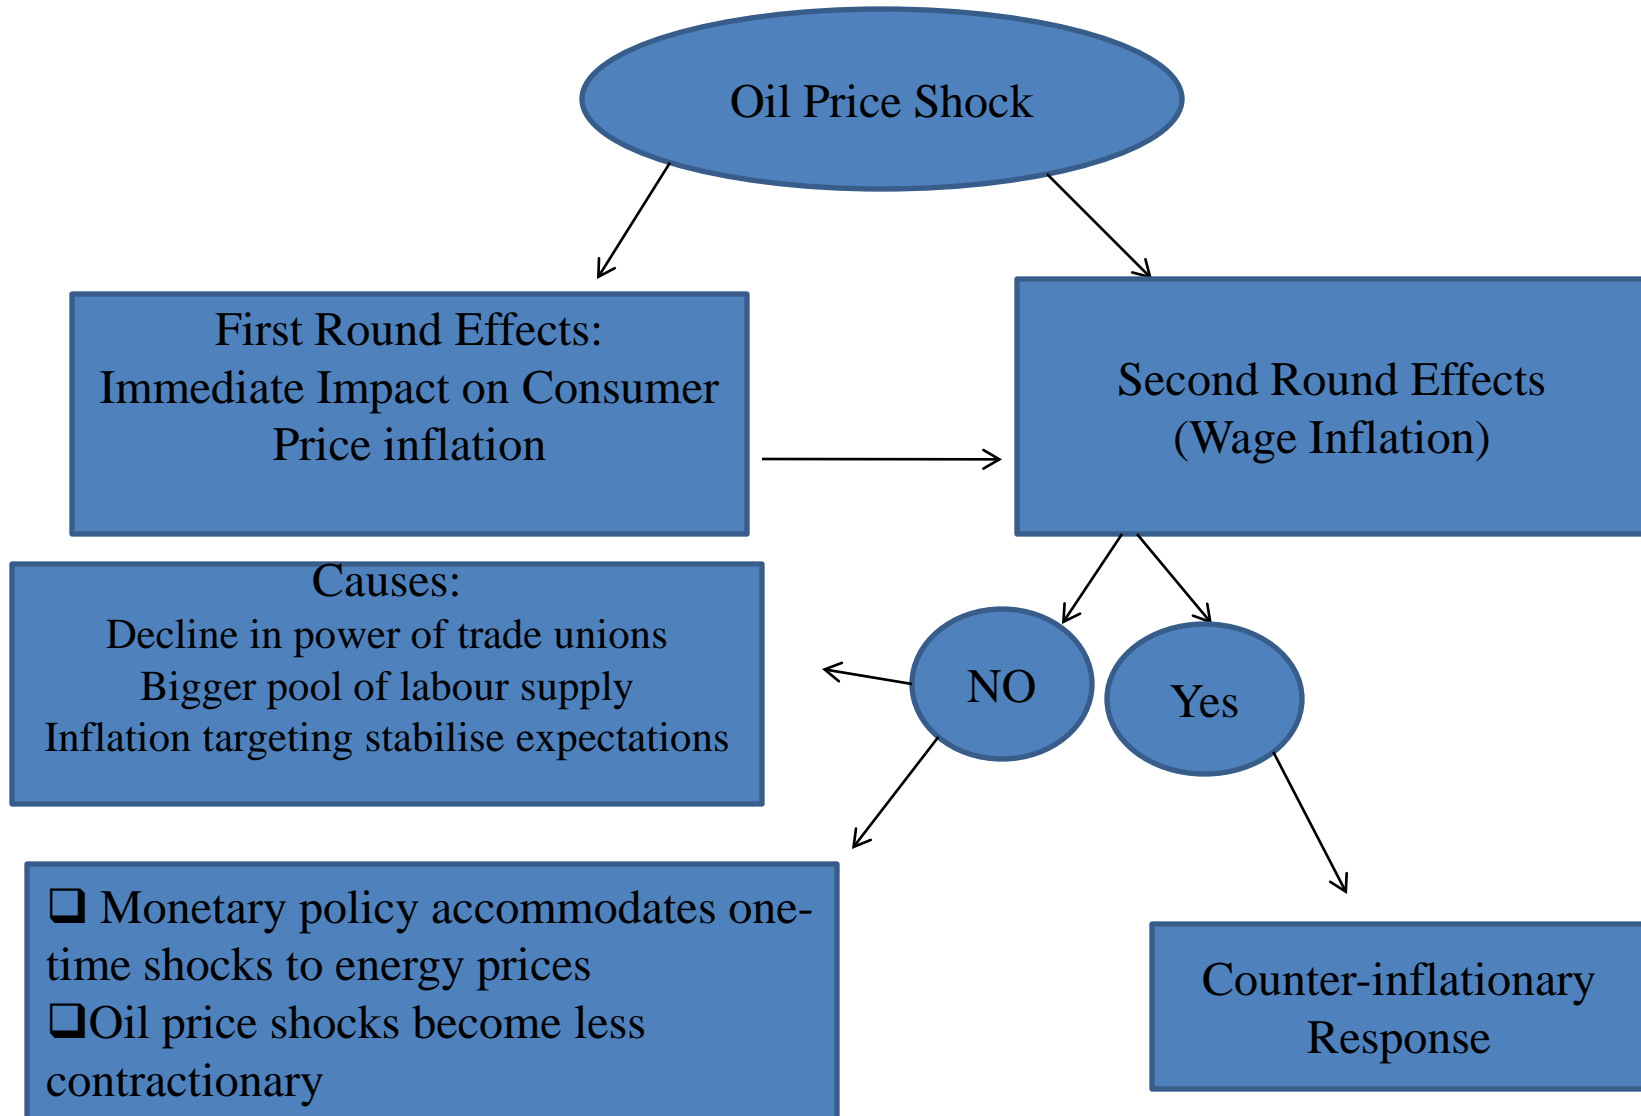 Oil Price Shock
First Round Effects:
Immediate Impact on Consumer
Price inflation
Second Round Effects
(Wage Inflation)
Causes:
Decline in power of trade unions
Bigger pool of labour supply
Inflation targeting stabilise expectations
NO
Yes
❑ Monetary policy accommodates one-
time shocks to energy prices
❑Oil price shocks become less
contractionary
Counter-inflationary
Response